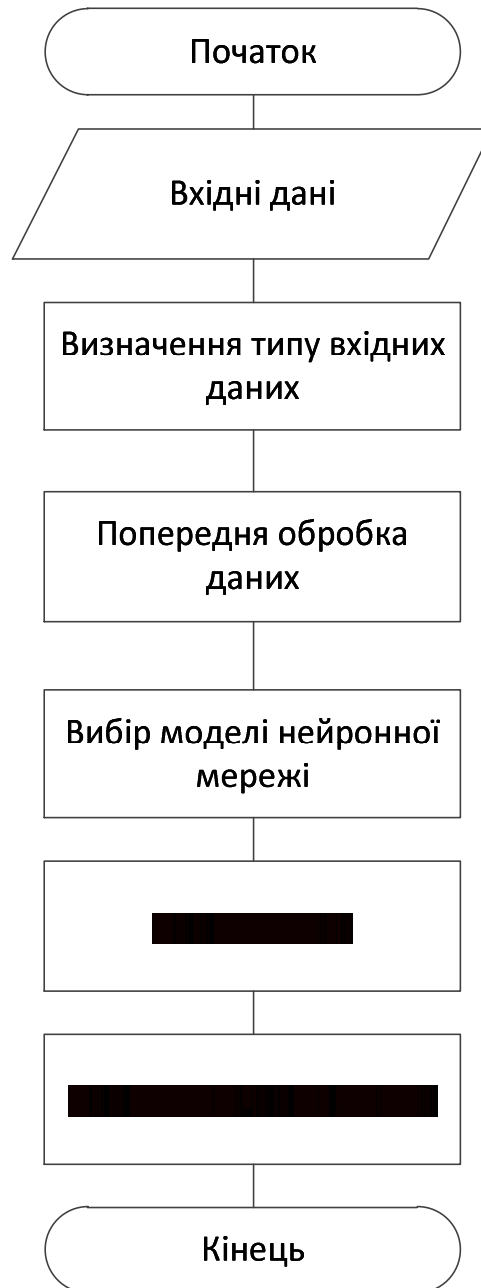 Початок
Вхідні дані
Визначення типу вхідних
даних
Попередня обробка
даних
Вибір моделі нейронної
мережі
Кінець